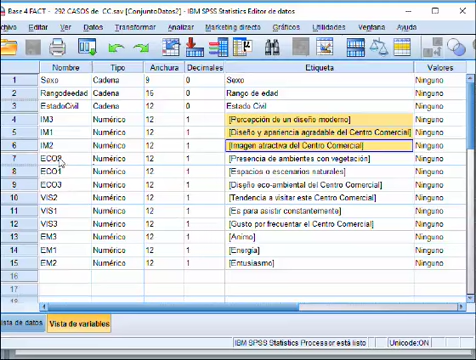 Base 4 FACT - 292 CASOS de CC.sav [ConjuntoDatos2] - IBM SPSS Statistics Editor de datos
Editar Ver Datos Transformar Analizar Marketing directo Gráficos Utilidades Ventana Ayuda
Nombre Tipo Anchura Decimales Etiqueta Valores
1 Sexo Cadena 9 0 Sexo Ninguno
2 Rangodeedad Cadena 16 0 Rango de edad Ninguno
3 EstadoCivil Cadena 12 0 Estado Civil Ninguno
4 IM3 Numérico 12 1 [Percepción de un diseño moderno] Ninguno
5 IM1 Numérico 12 1 [Diseño y apariencia agradable del Centro Comercial] Ninguno
6 IM2 Numérico 12 1 [Imagen atractiva del Centro Comercial] Ninguno
7 ECO2 Numérico 12 1 [Presencia de ambientes con vegetación] Ninguno
8 ECO1 Numérico 12 1 [Espacios o escenarios naturales] Ninguno
9 ECO3 Numérico 12 1 [Diseño eco-ambiental del Centro Comercial] Ninguno
10 VIS2 Numérico 12 1 [Tendencia a visitar este Centro Comercial] Ninguno
11 VIS1 Numérico 12 1 [Es para asistir constantemente] Ninguno
12 VIS3 Numérico 12 1 [Gusto por frecuentar el Centro Comercial] Ninguno
13 EM3 Numérico 12 1 [Animo] Ninguno
14 EM1 Numérico 12 1 [Energía] Ninguno
15 EM2 Numérico 12 1 [Entusiasmo] Ninguno
16
17
ista de datos Vista de variables
IBM SPSS Statistics Processor está listo Unicode:ON